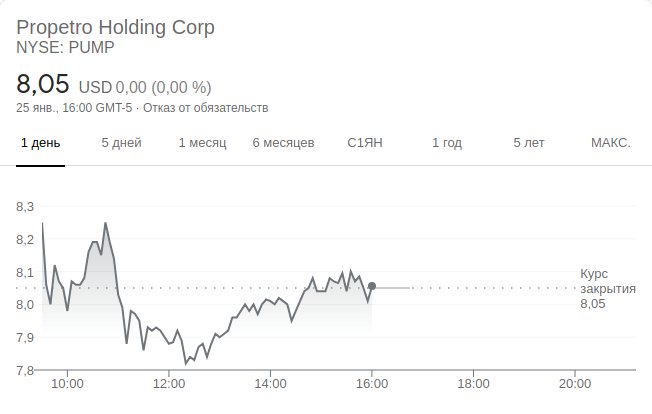 Propetro Holding Corp
NYSE: PUMP
8,05 USD 0,00 (0,00 %)
25 янв., 16:00 GMT-5 · Отказ от обязательств
1 день 5 дней 1 месяц 6 месяцев С1ЯН 1 год 5 лет МАКС.
8,3
8,2
8,1
8,0
7,9
7,8
Курс
закрытия
8,05
10:00 12:00 14:00 16:00 18:00 20:00